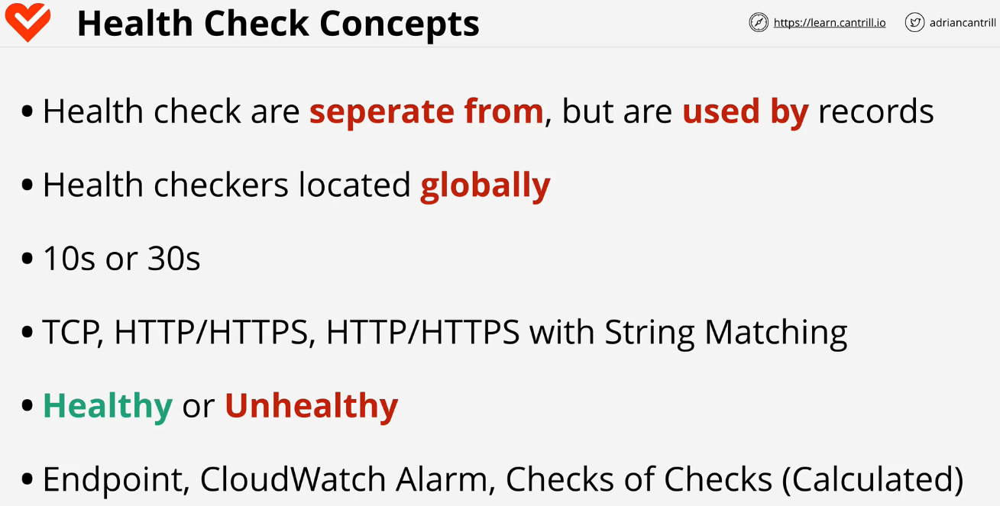 Health Check Concepts
https://learn.cantrill.io
adriancantrill
• Health check are seperate from, but are used by records
• Health checkers located globally
• 10s or 30s
• TCP, HTTP/HTTPS, HTTP/HTTPS with String Matching
• Healthy or Unhealthy
• Endpoint, CloudWatch Alarm, Checks of Checks (Calculated)